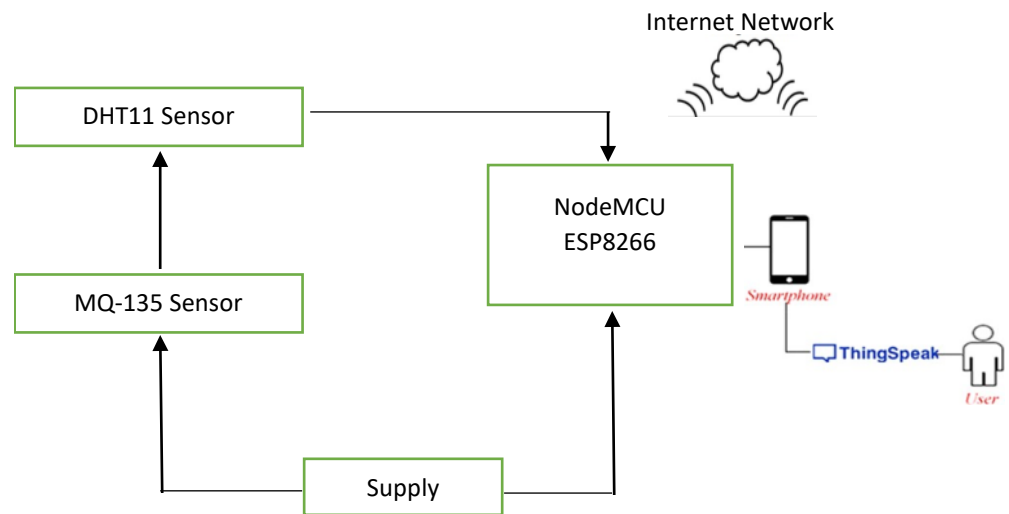 Internet Network
DHT11 Sensor
NodeMCU
ESP8266
MQ-135 Sensor
Smartphone
ThingSpeak
User
Supply